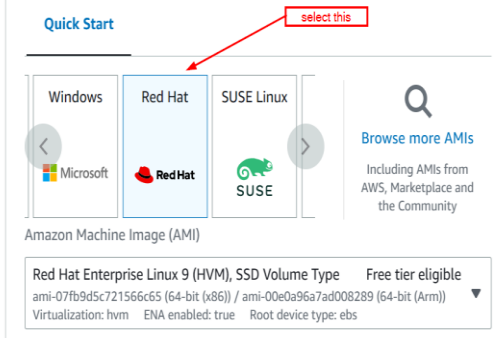 select this
Quick Start
Windows
Red Hat
SUSE Linux
Microsoft
Red Hat
SUSE
Browse more AMIs
Including AMIs from
AWS, Marketplace and
the Community
Amazon Machine Image (AMI)
Red Hat Enterprise Linux 9 (HVM), SSD Volume Type Free tier eligible
ami-07fb9d5c721566c65 (64-bit (x86)) / ami-00e0a96a7ad008289 (64-bit (Arm))
Virtualization: hvm ENA enabled: true Root device type: ebs